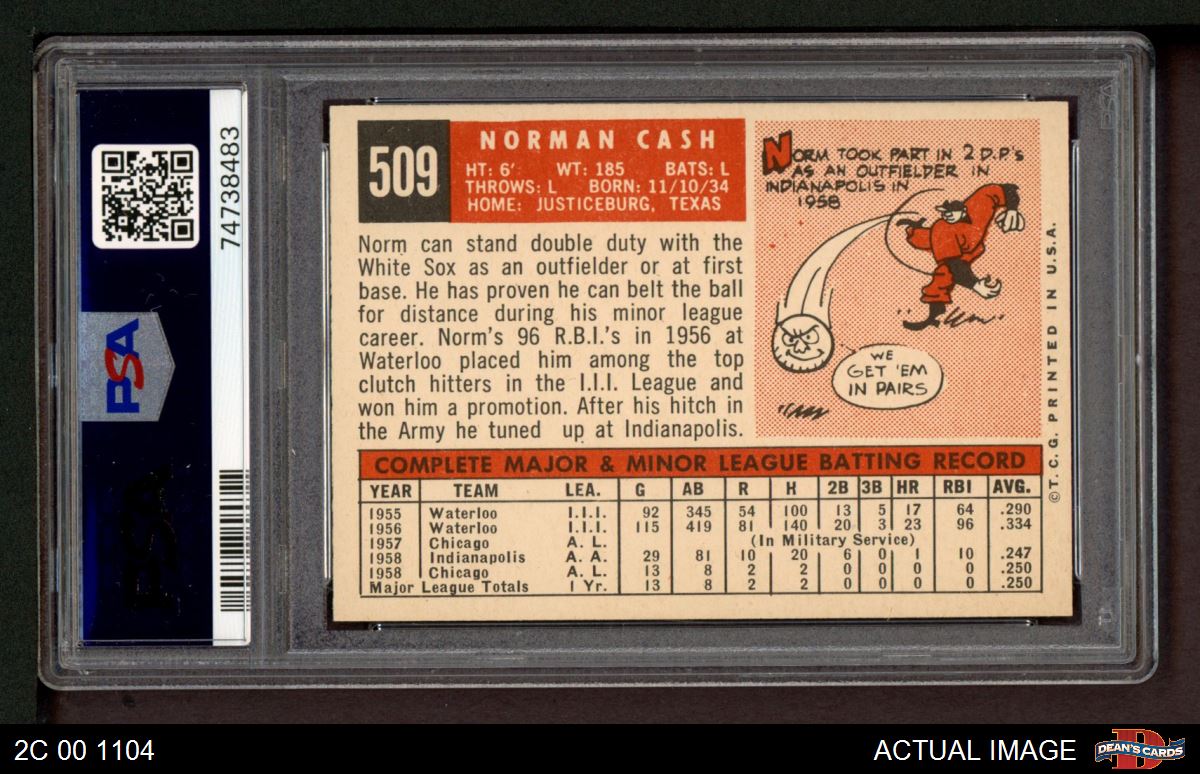 74738483
PSA
PSA
509
NORMAN CASH
HT: 6' WT: 185 BATS: L
THROWS: L BORN: 11/10/34
HOME: JUSTICEBURG, TEXAS
Norm can stand double duty with the
White Sox as an outfielder or at first
base. He has proven he can belt the ball
for distance during his minor league
career. Norm's 96 R.B.I.'s in 1956 at
Waterloo placed him among the top
clutch hitters in the I.I.I. League and
won him a promotion. After his hitch in
the Army he tuned up at Indianapolis.
NORM TOOK PART IN 2 D.P.'s
AS AN OUTFIELDER IN
INDIANAPOLIS IN
1958
WE
GET 'EM
IN PAIRS
©T.C.G. PRINTED IN U.S.A.
COMPLETE MAJOR & MINOR LEAGUE BATTING RECORD
YEAR TEAM LEA. G AB R H 2B 3B HR RBI AVG.
1955 Waterloo I.I.I. 92 345 54 100 13 5 17 64 .290
1956 Waterloo I.I.I. 115 419 81 140 20 3 23 96 .334
1957 Chicago A. L. (In Military Service)
1958 Indianapolis A. A. 29 81 10 20 6 0 1 10 .247
1958 Chicago A. L. 13 8 2 2 0 0 0 0 .250
Major League Totals 1 Yr. 13 8 2 2 0 0 0 0 .250
2C 00 1104
ACTUAL IMAGE
DEAN'S CARDS